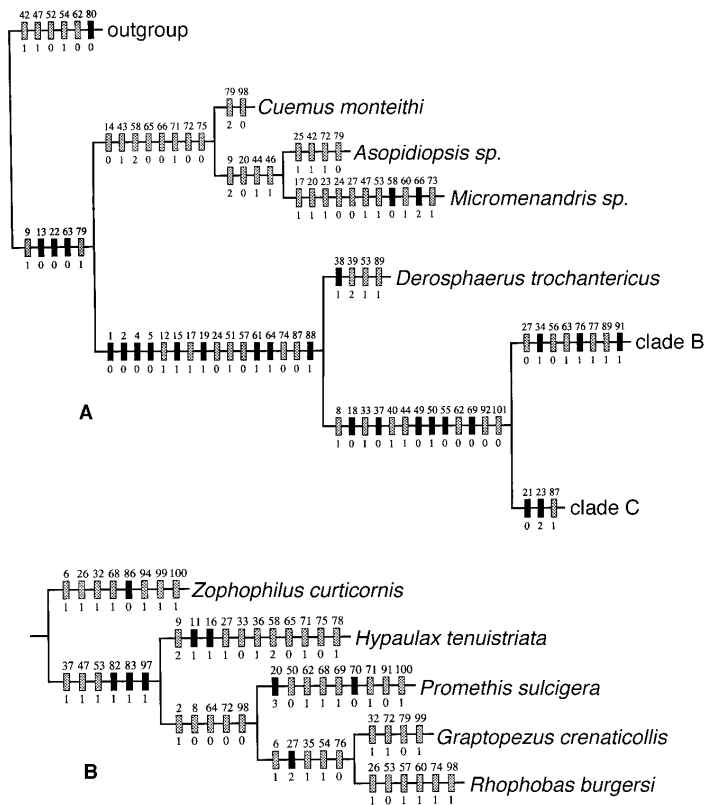 42 47 52 54 62 80
outgroup
1 1 0 1 0 0
79 98
Cuemus monteithi
2 0
14 43 58 65 66 71 72 75
0 1 2 0 0 1 0 0
25 42 72 79
Asopidiopsis sp.
1 1 1 0
9 20 44 46
2 0 1 1
17 20 23 24 27 47 53 58 60 66 73
Micromenandris sp.
1 1 1 0 0 1 1 0 1 2 1
9 13 22 63 79
1 0 0 0 1
38 39 53 89
Derosphaerus trochantericus
1 2 1 1
1 2 4 5 12 15 17 19 24 51 57 61 64 74 87 88
0 0 0 0 1 1 1 1 0 1 0 1 1 0 0 1
27 34 56 63 76 77 89 91
clade B
0 1 0 1 1 1 1 1
A
8 18 33 37 40 44 49 50 55 62 69 92 101
1 0 1 0 1 1 0 1 0 0 0 0 0
21 23 87
clade C
0 2 1
6 26 32 68 86 94 99 100
Zophophilus curticornis
1 1 1 1 0 1 1 1
9 11 16 27 33 36 58 65 71 75 78
Hypaulax tenuistriata
2 1 1 1 0 1 2 0 1 0 1
37 47 53 82 83 97
1 1 1 1 1 1
20 50 62 68 69 70 71 91 100
Promethis sulcigera
3 0 1 1 1 0 1 0 1
2 8 64 72 98
1 0 0 0 0
32 72 79 99
Graptopezus crenaticollis
1 1 0 1
6 27 35 54 76
1 2 1 1 0
26 53 57 60 74 98
Rhophobas burgersi
1 0 1 1 1 1
B